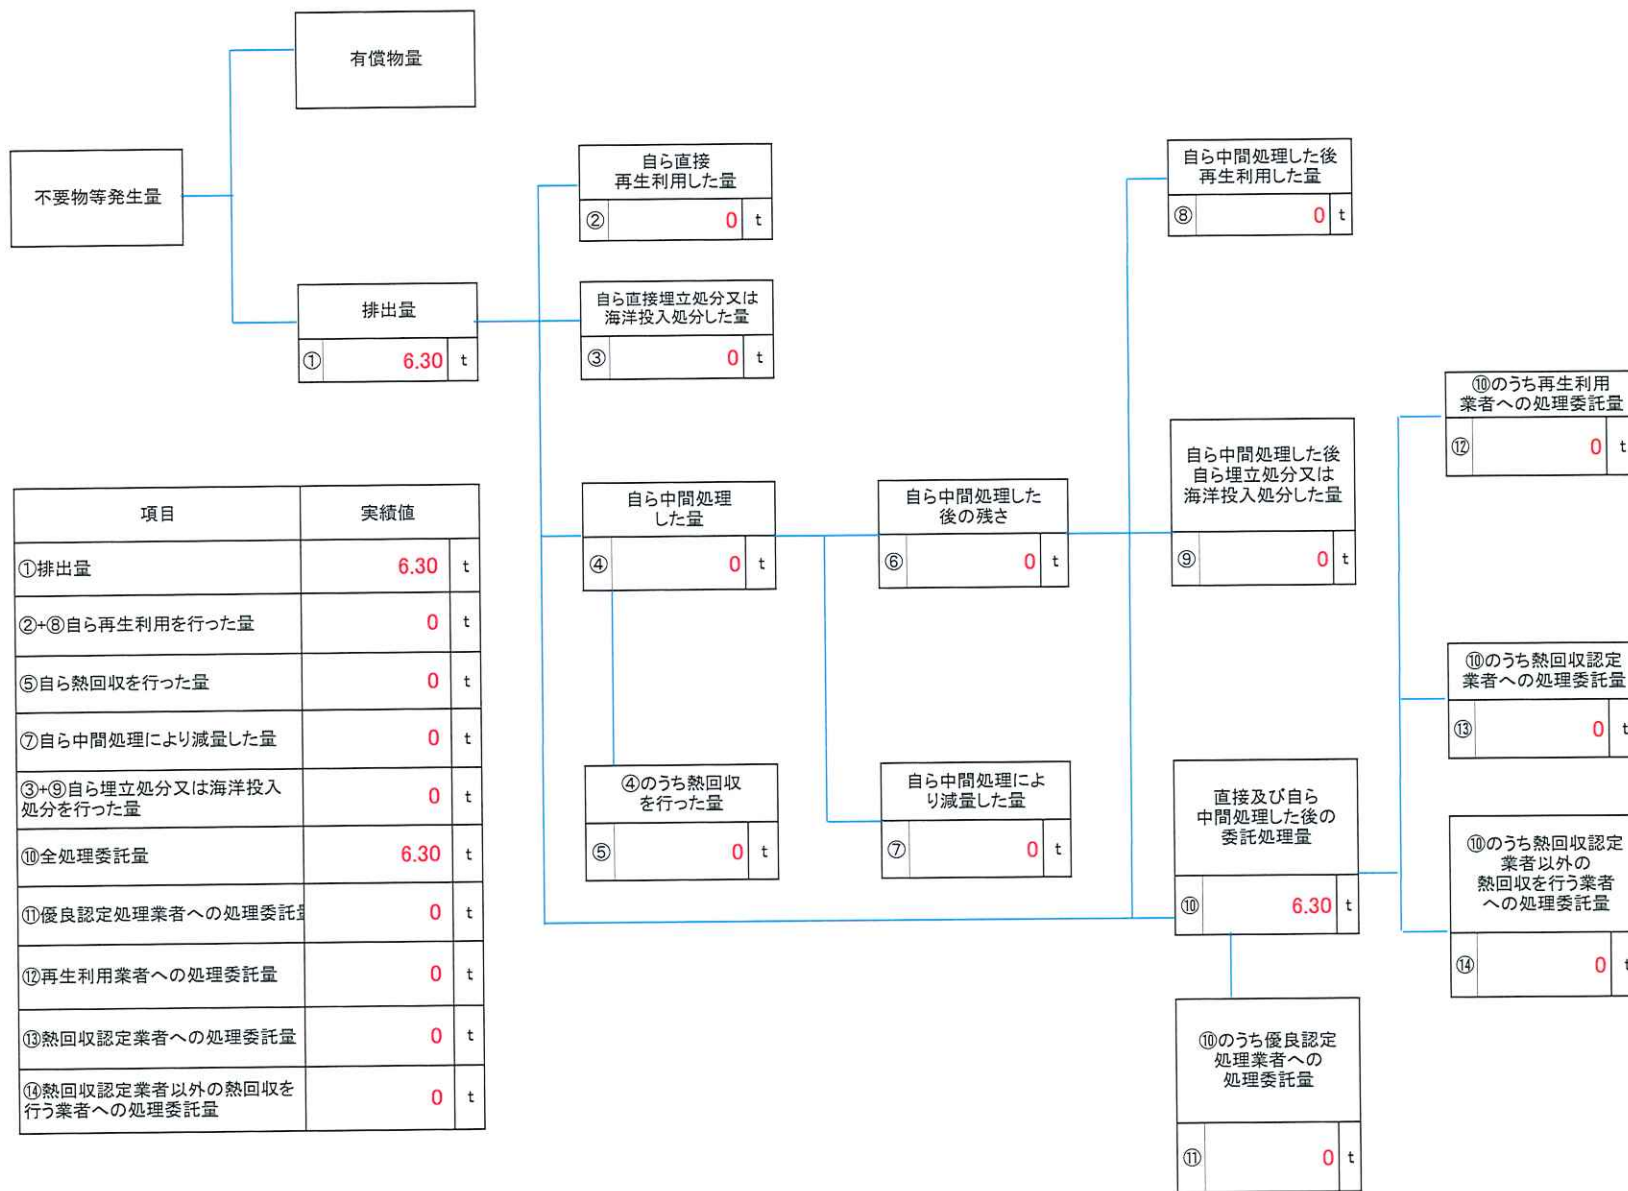 有償物量
不要物等発生量
排出量
① 6.30 t
自ら直接
再生利用した量
② 0 t
自ら直接埋立処分又は
海洋投入処分した量
③ 0 t
自ら中間処理
した量
④ 0 t
④のうち熱回収
を行った量
⑤ 0 t
自ら中間処理した
後の残さ
⑥ 0 t
自ら中間処理によ
り減量した量
⑦ 0 t
自ら中間処理した後
再生利用した量
⑧ 0 t
自ら中間処理した後
自ら埋立処分又は
海洋投入処分した量
⑨ 0 t
直接及び自ら
中間処理した後の
委託処理量
⑩ 6.30 t
⑩のうち優良認定
処理業者への
処理委託量
⑪ 0 t
⑩のうち再生利用
業者への処理委託量
⑫ 0 t
⑩のうち熱回収認定
業者への処理委託量
⑬ 0 t
⑩のうち熱回収認定
業者以外の
熱回収を行う業者
への処理委託量
⑭ 0 t
項目 実績値
①排出量 6.30 t
②+⑧自ら再生利用を行った量 0 t
⑤自ら熱回収を行った量 0 t
⑦自ら中間処理により減量した量 0 t
③+⑨自ら埋立処分又は海洋投入
処分を行った量 0 t
⑩全処理委託量 6.30 t
⑪優良認定処理業者への処理委託量 0 t
⑫再生利用業者への処理委託量 0 t
⑬熱回収認定業者への処理委託量 0 t
⑭熱回収認定業者以外の熱回収を
行う業者への処理委託量 0 t